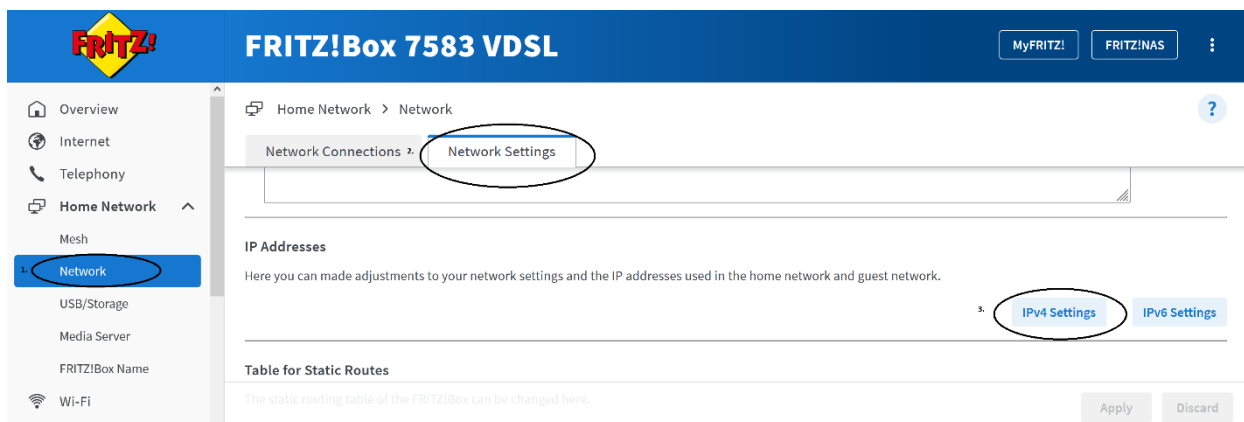 FRITZ!
FRITZ!Box 7583 VDSL
MyFRITZ!
FRITZ!NAS
Overview
Internet
Telephony
Home Network
Mesh
1. Network
USB/Storage
Media Server
FRITZ!Box Name
Wi-Fi
Home Network > Network
?
Network Connections 2. Network Settings
IP Addresses
Here you can made adjustments to your network settings and the IP addresses used in the home network and guest network.
3. IPv4 Settings IPv6 Settings
Table for Static Routes
The static routing table of the FRITZ!Box can be changed here.
Apply Discard